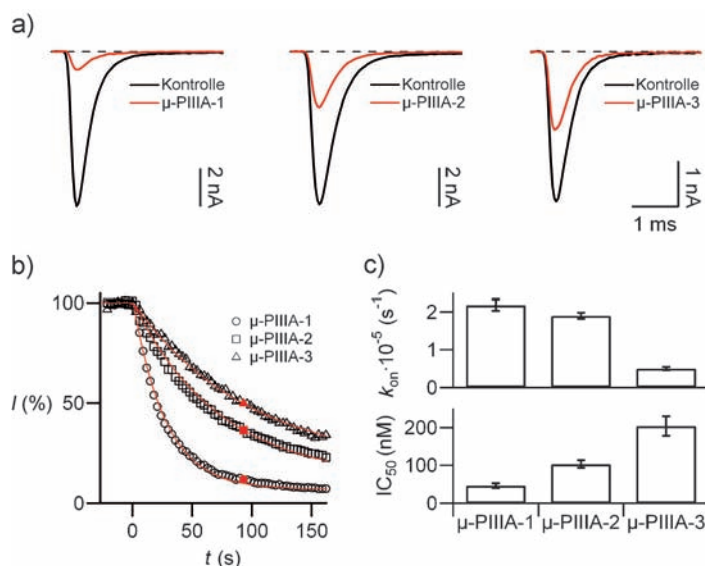 a)
Kontrolle
μ-PIIIA-1
2 nA
Kontrolle
μ-PIIIA-2
2 nA
Kontrolle
μ-PIIIA-3
1 nA
1 ms
b)
I (%)
100
50
0
μ-PIIIA-1
μ-PIIIA-2
μ-PIIIA-3
0 50 100 150
t (s)
c)
kon·10-5 (s-1)
2
1
0
IC50 (nM)
200
100
0
μ-PIIIA-1 μ-PIIIA-2 μ-PIIIA-3